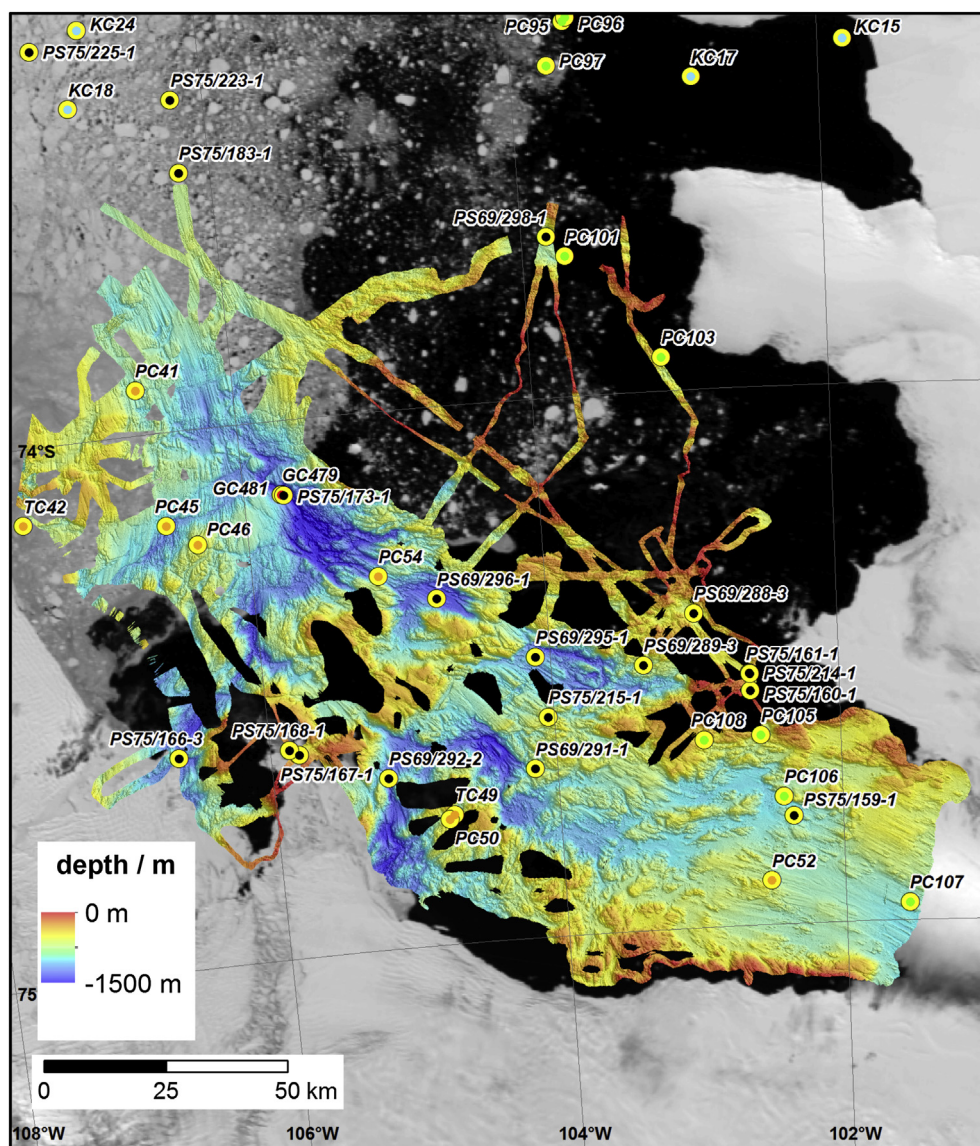 KC24
PC95
PC96
KC15
PS75/225-1
PC97
KC17
PS75/223-1
KC18
PS75/183-1
PS69/298-1
PC101
PC103
PC41
74°S
GC479
GC481
PS75/173-1
TC42
PC45
PC46
PC54
PS69/296-1
PS69/288-3
PS69/295-1
PS69/289-3
PS75/161-1
PS75/214-1
PS75/160-1
PS75/215-1
PC108
PC105
PS75/168-1
PS75/166-3
PS69/291-1
PS75/167-1
PS69/292-2
PC106
TC49
PS75/159-1
PC50
PC52
PC107
depth / m
0 m
-1500 m
75
0 25 50 km
108°W 106°W 104°W 102°W